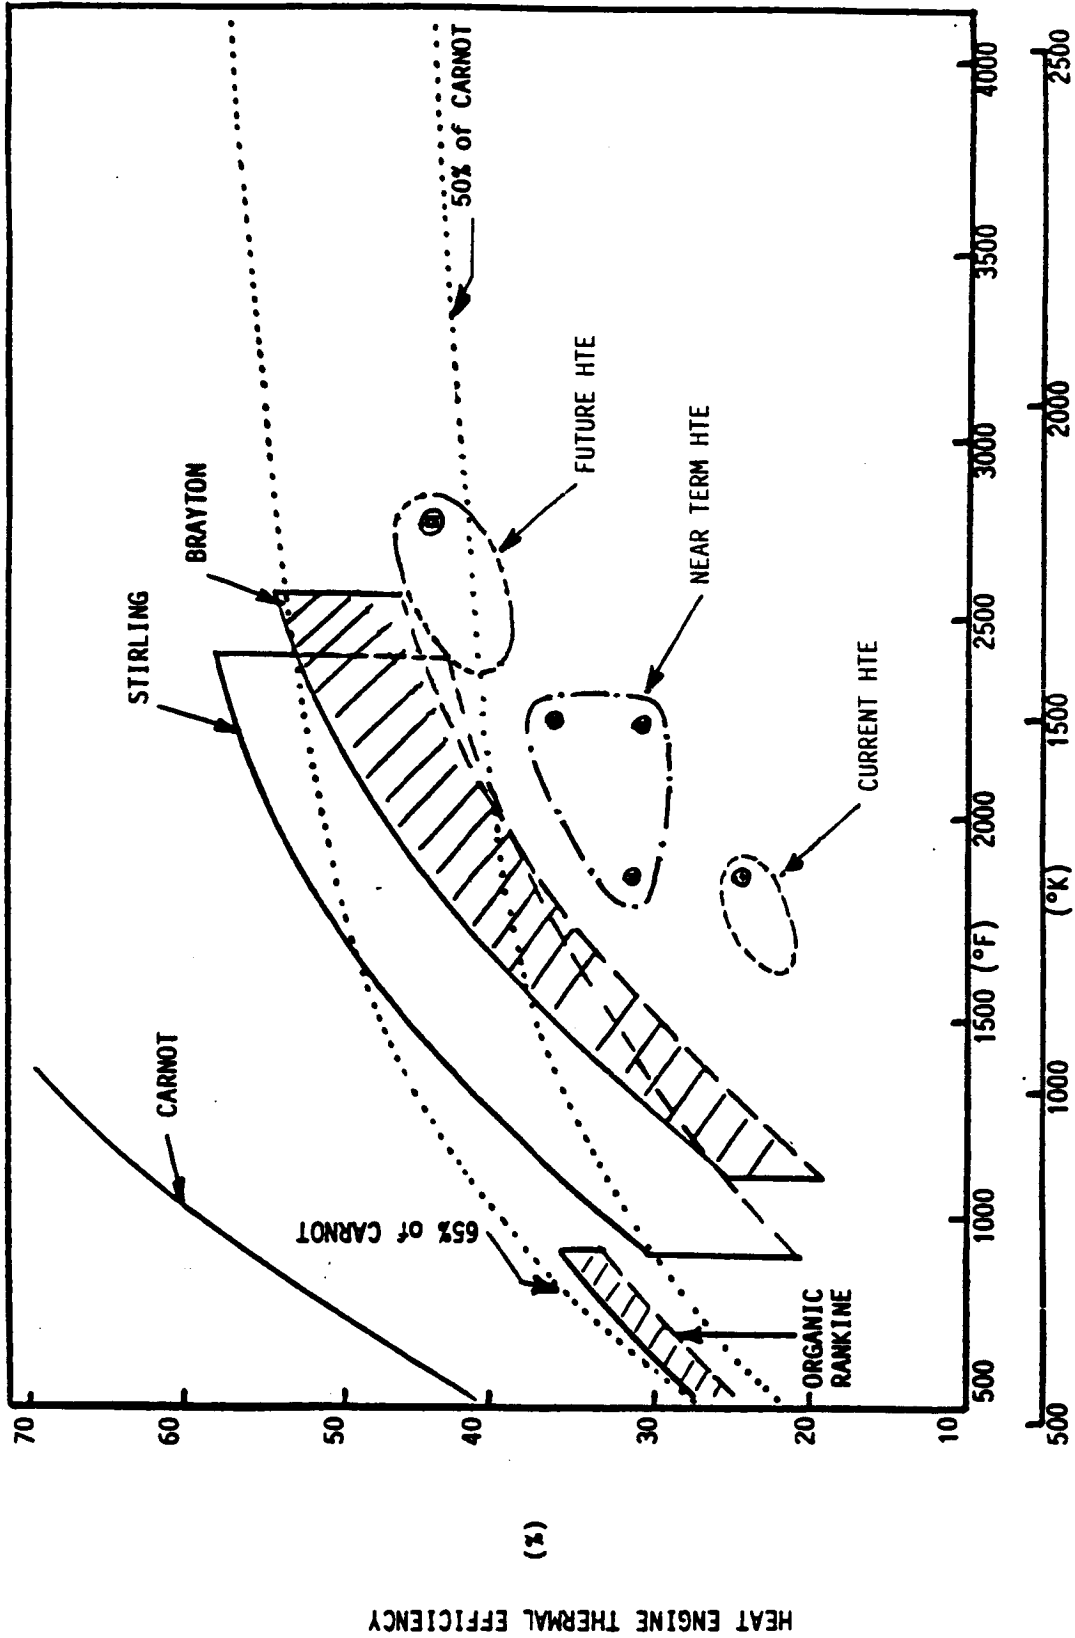 HEAT ENGINE THERMAL EFFICIENCY
(%)
70
60
50
40
30
20
10
CARNOT
STIRLING
BRAYTON
65% of CARNOT
50% of CARNOT
FUTURE HTE
NEAR TERM HTE
CURRENT HTE
ORGANIC
RANKINE
500
1000
1500
(°F)
2000
2500
3000
3500
4000
500
1000
(°K)
1500
2000
2500